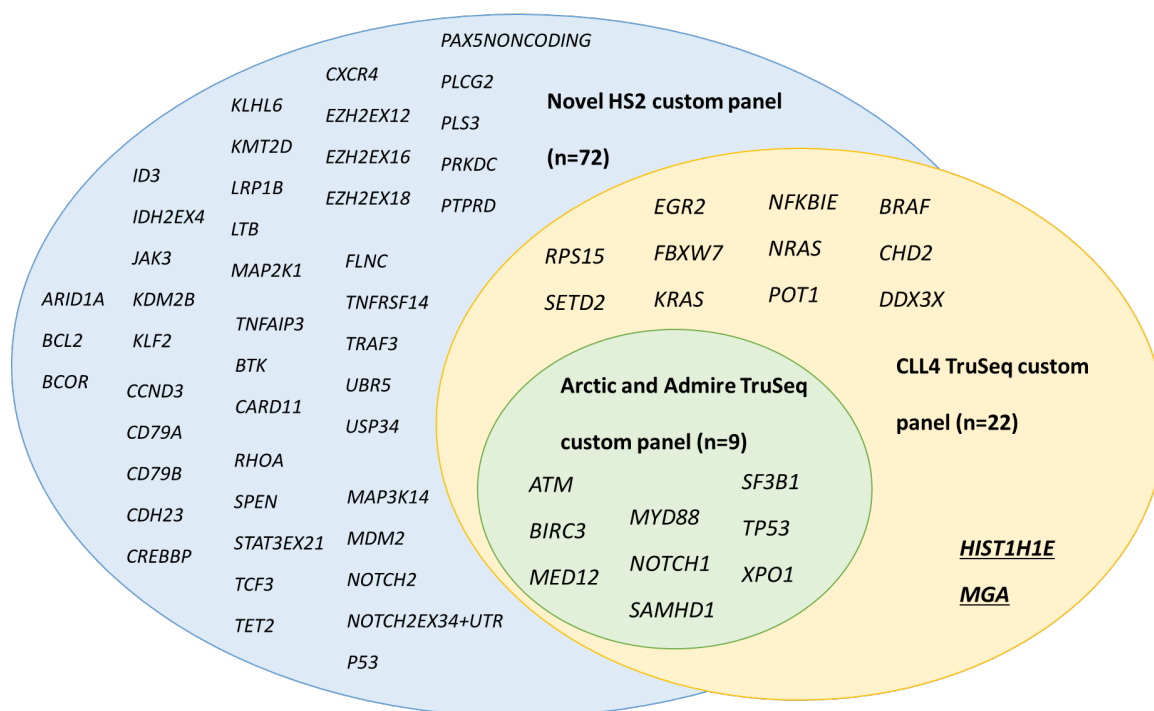 PAX5NONCODING
PLCG2
PLS3
PRKDC
PTPRD
CXCR4
EZH2EX12
EZH2EX16
EZH2EX18
KLHL6
KMT2D
LRP1B
LTB
MAP2K1
ID3
IDH2EX4
JAK3
KDM2B
KLF2
ARID1A
BCL2
BCOR
CCND3
CD79A
CD79B
CDH23
CREBBP
TNFAIP3
BTK
CARD11
RHOA
SPEN
STAT3EX21
TCF3
TET2
FLNC
TNFRSF14
TRAF3
UBR5
USP34
MAP3K14
MDM2
NOTCH2
NOTCH2EX34+UTR
P53
Novel HS2 custom panel
(n=72)
RPS15
SETD2
EGR2
FBXW7
KRAS
NFKBIE
NRAS
POT1
BRAF
CHD2
DDX3X
CLL4 TruSeq custom
panel (n=22)
HIST1H1E
MGA
Arctic and Admire TruSeq
custom panel (n=9)
ATM
BIRC3
MED12
MYD88
NOTCH1
SAMHD1
SF3B1
TP53
XPO1